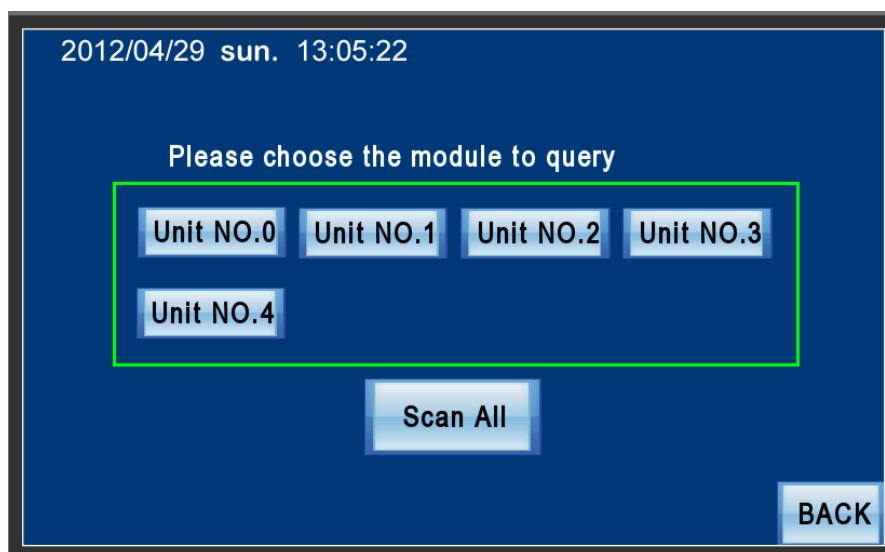 2012/04/29 sun. 13:05:22
Please choose the module to query
Unit NO.0 Unit NO.1 Unit NO.2 Unit NO.3
Unit NO.4
Scan All
BACK